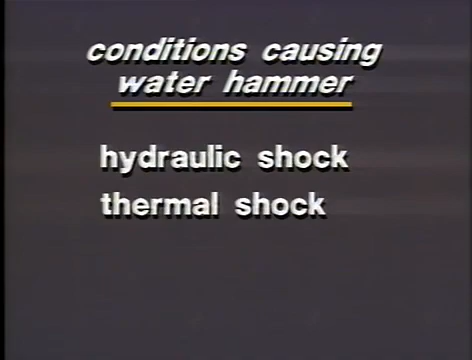 conditions causing
water hammer
hydraulic shock
thermal shock